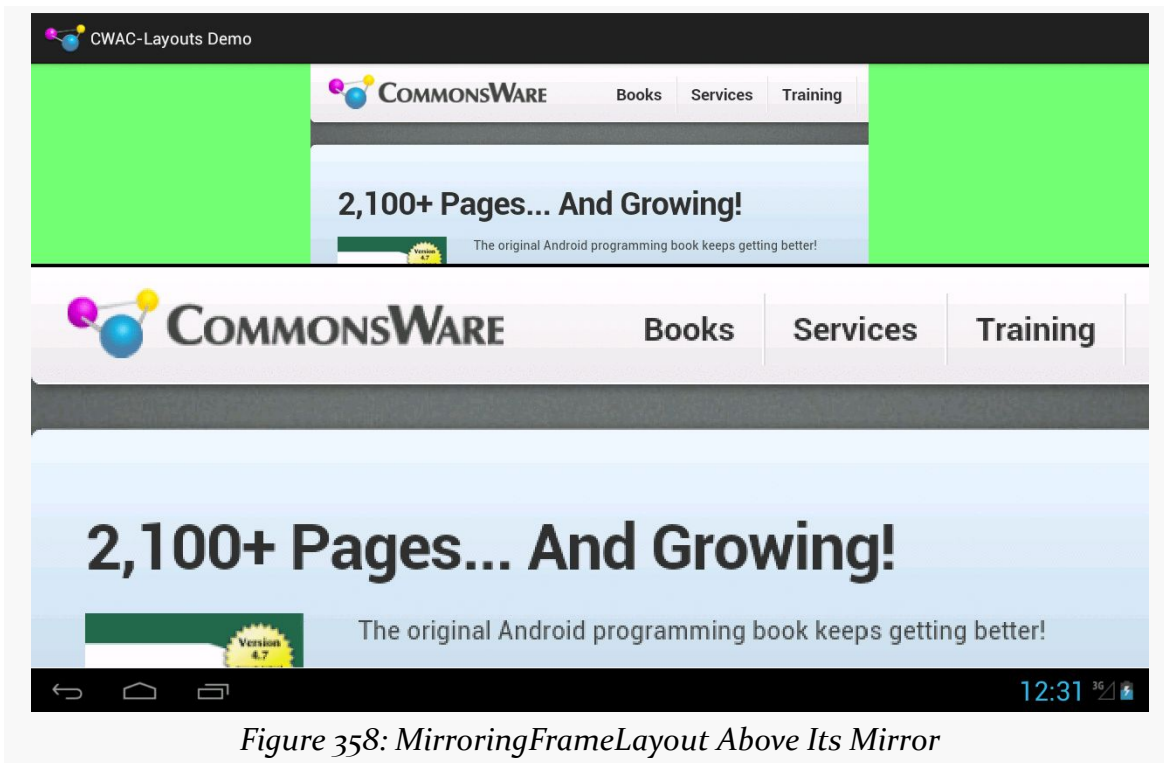 CWAC-Layouts Demo
COMMONSWARE Books Services Training
2,100+ Pages... And Growing!
Version
4.7
The original Android programming book keeps getting better!
COMMONSWARE Books Services Training
2,100+ Pages... And Growing!
Version
4.7
The original Android programming book keeps getting better!
12:31 3G
Figure 358: MirroringFrameLayout Above Its Mirror